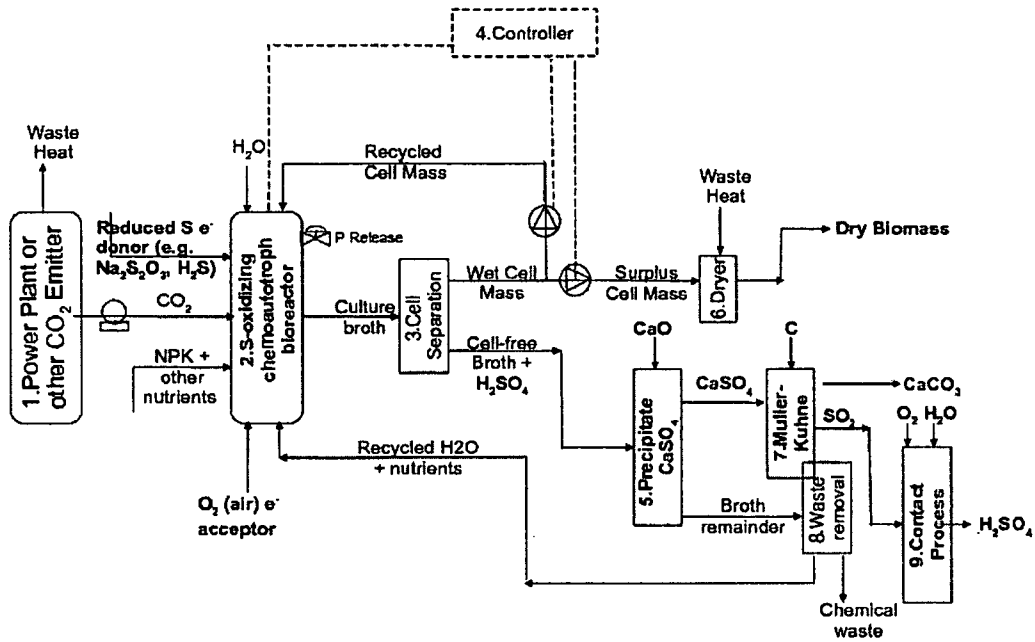 4.Controller
Waste
Heat
H₂O
Recycled
Cell Mass
Waste
Heat
1.Power Plant or
other CO₂ Emitter
Reduced S e⁻
donor (e.g.
Na₂S₂O₃, H₂S)
P Release
Dry Biomass
2.S-oxidizing
chemoautotroph
bioreactor
CO₂
Culture
broth
3.Cell
Separation
Wet Cell
Mass
Surplus
Cell Mass
6.Dryer
NPK +
other
nutrients
Cell-free
Broth +
H₂SO₄
CaO
C
5.Precipitate
CaSO₄
CaSO₄
7.Muller-
Kuhne
CaCO₃
SO₂
O₂ H₂O
Recycled H2O
+ nutrients
Broth
remainder
8.Waste
removal
9.Contact
Process
H₂SO₄
O₂ (air) e⁻
acceptor
Chemical
waste